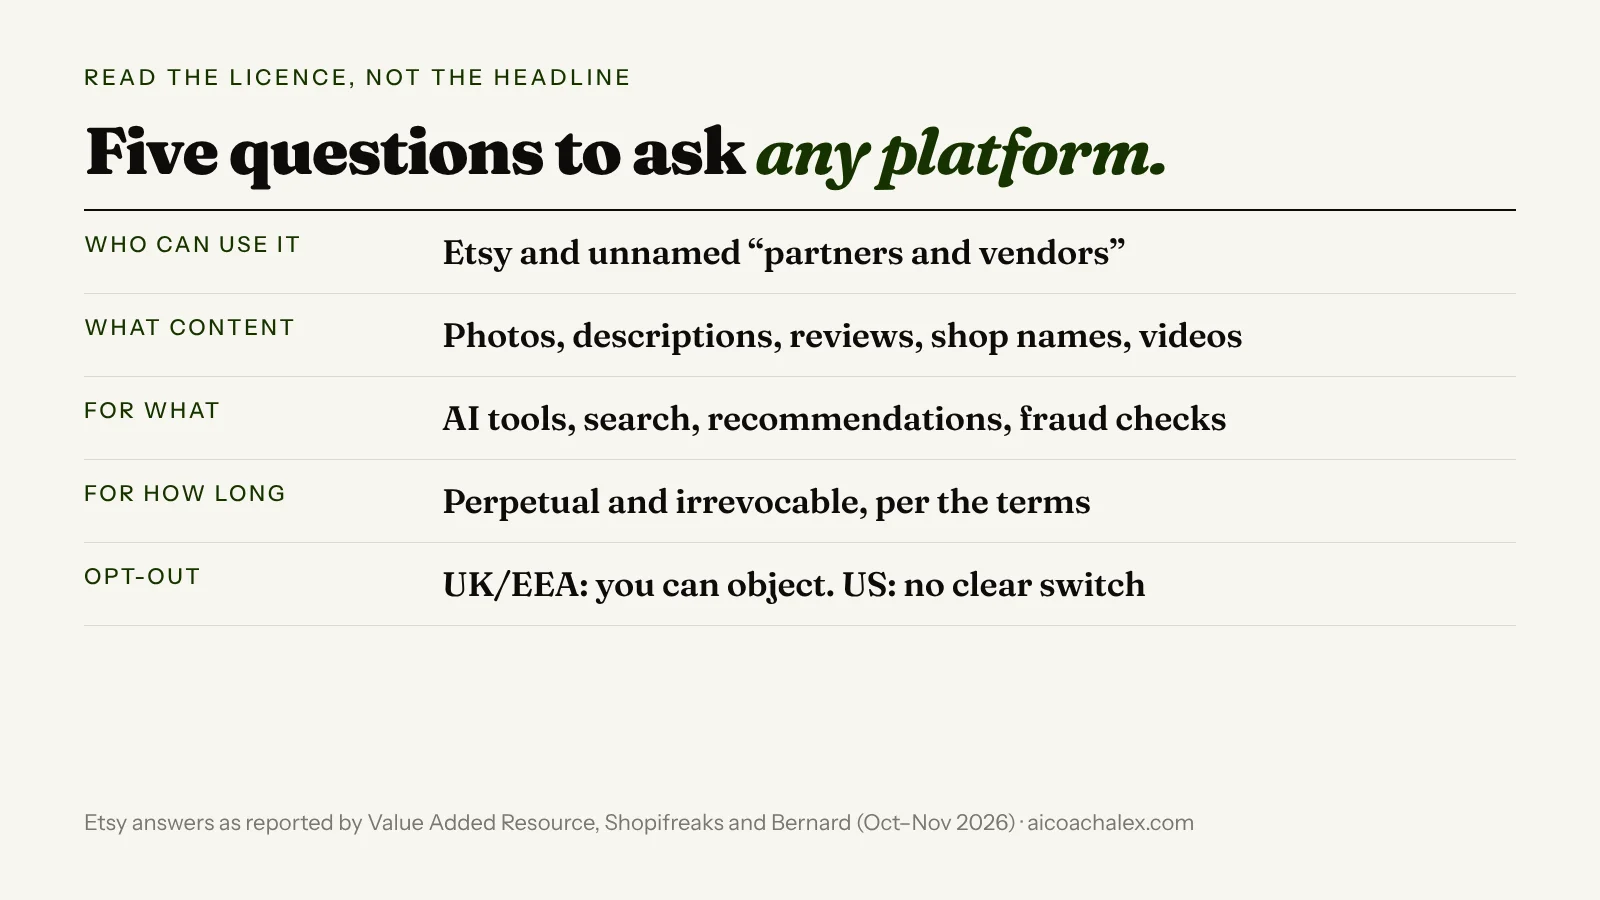 READ THE LICENCE, NOT THE HEADLINE
Five questions to ask any platform.
WHO CAN USE IT
Etsy and unnamed “partners and vendors”
WHAT CONTENT
Photos, descriptions, reviews, shop names, videos
FOR WHAT
AI tools, search, recommendations, fraud checks
FOR HOW LONG
Perpetual and irrevocable, per the terms
OPT-OUT
UK/EEA: you can object. US: no clear switch
Etsy answers as reported by Value Added Resource, Shopifreaks and Bernard (Oct–Nov 2026) · aicoachalex.com